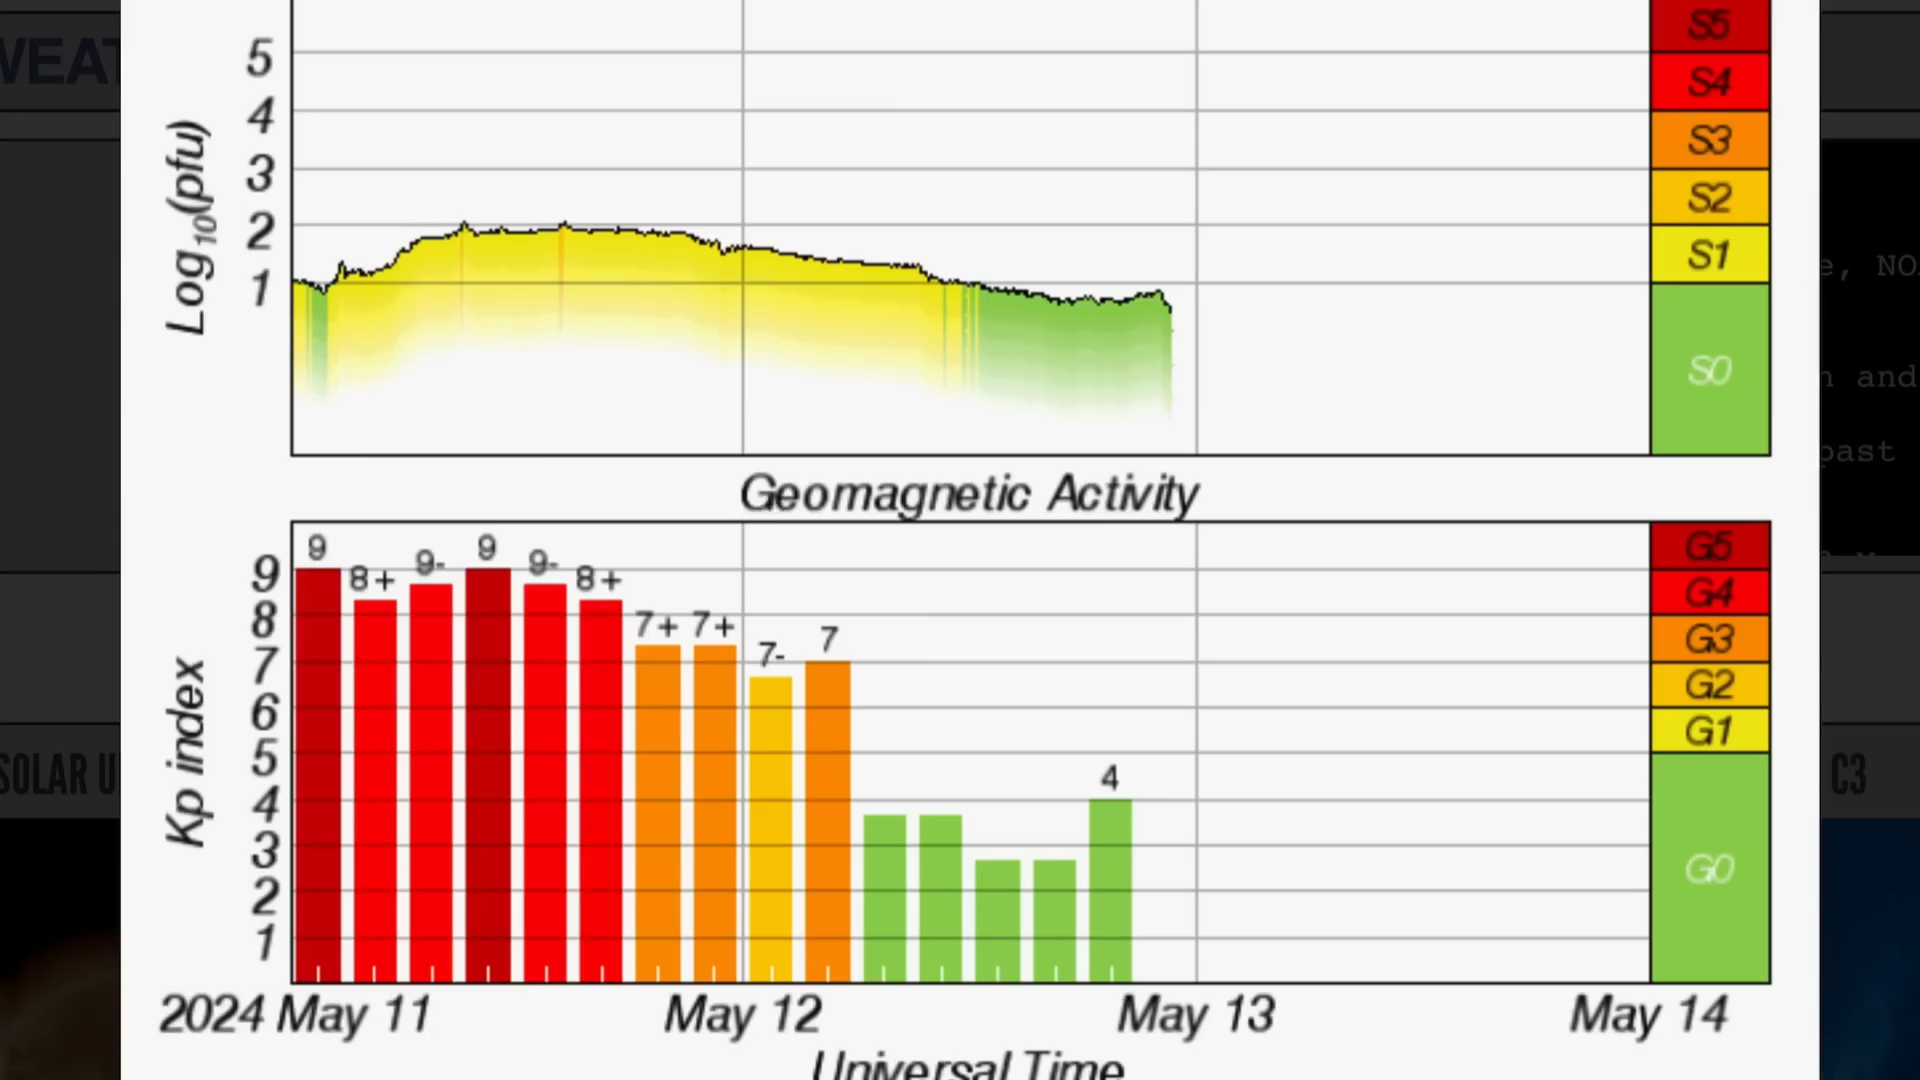 WEAT
S5
5
S4
4
S3
3
S2
2
S1
1
S0
Log10(pfu)
e, NO
n and
past
Geomagnetic Activity
G5
G4
G3
G2
G1
G0
9
8
7
6
5
4
3
2
1
Kp index
9
8+
9-
9
9-
8+
7+
7+
7-
7
4
SOLAR U
C3
2024 May 11
May 12
May 13
May 14
Universal Time